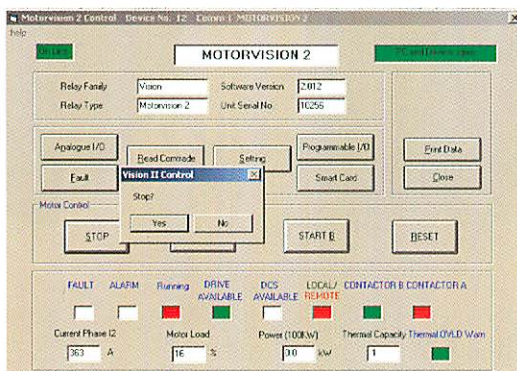 Motorvision 2 Control Device No. 12 Comm 1 MOTORVISION 2
help
On Line
MOTORVISION 2
Relay Family
Vision
Software Version
2.012
Relay Type
Motorvision 2
Unit Serial No
10256
Analogue I/O
Read Comtrade
Setting
Programmable I/O
Print Data
Fault
Smart Card
Close
Vision II Control
Stop?
Yes
No
Motor Control
STOP
START B
RESET
FAULT ALARM Running DRIVE AVAILABLE DCS AVAILABLE LOCAL/ REMOTE CONTACTOR B CONTACTOR A
Current Phase I2
Motor Load
Power (100KW)
Thermal Capacity
Thermal OVLD Warn
363 A
16 %
0.0 kW
1